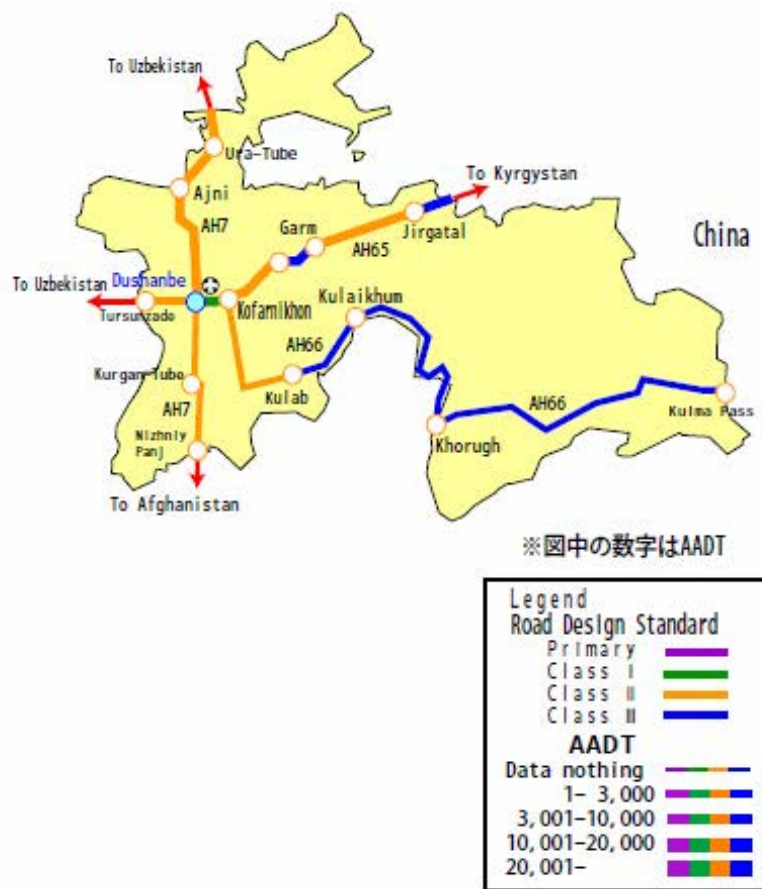 To Uzbekistan
Ura-Tube
Ajni
To Kyrgystan
AH7
Garm
Jirgatal
AH65
China
Dushanbe
To Uzbekistan
Kofarnikhon
Kulaikhum
Tursunzade
AH66
Kurgan-Tube
Kulab
AH7
AH66
Kulma Pass
Nizhniy
Panj
Khorugh
To Afghanistan
※図中の数字はAADT
Legend
Road Design Standard
Primary
Class Ⅰ
Class Ⅱ
Class Ⅲ
AADT
Data nothing
1- 3,000
3,001-10,000
10,001-20,000
20,001-